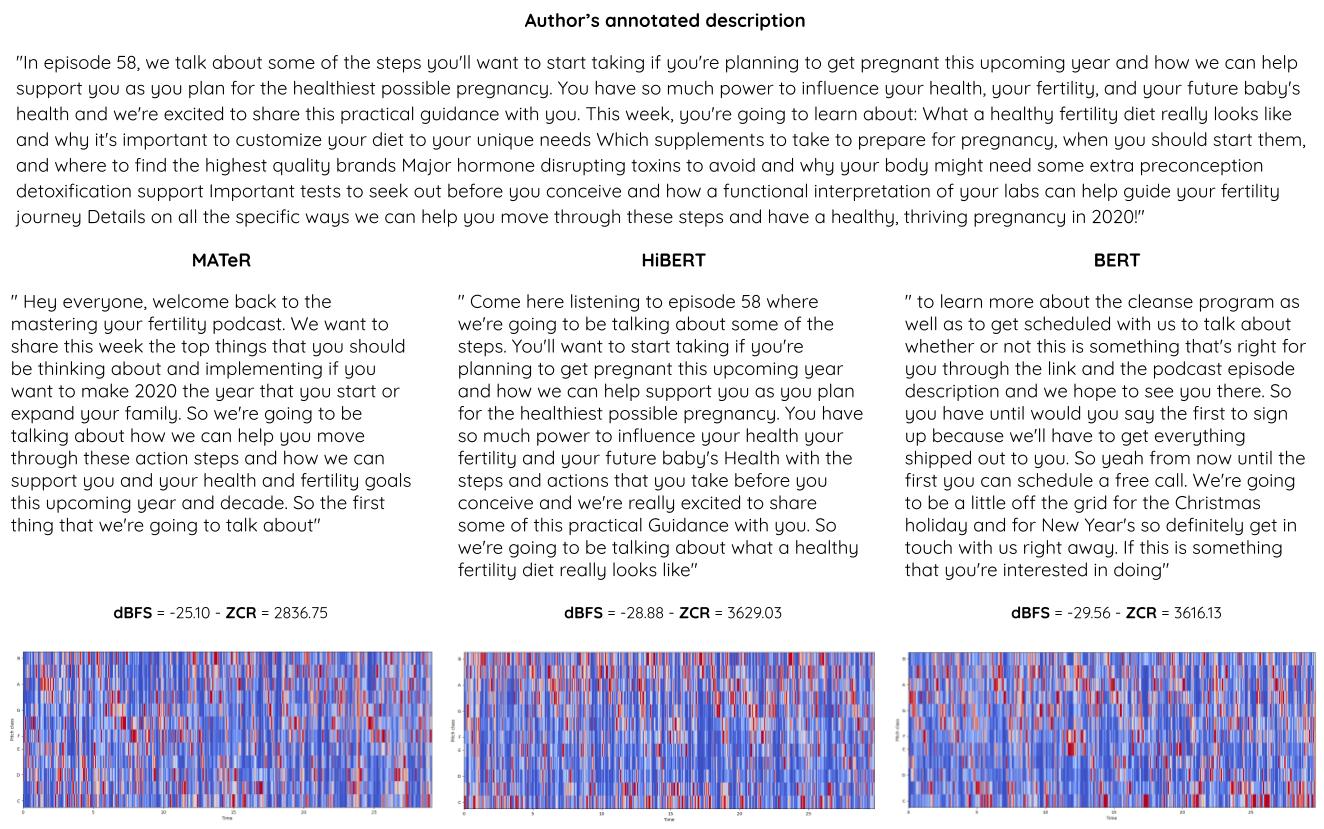 Author's annotated description
"In episode 58, we talk about some of the steps you'll want to start taking if you're planning to get pregnant this upcoming year and how we can help
support you as you plan for the healthiest possible pregnancy. You have so much power to influence your health, your fertility, and your future baby's
health and we're excited to share this practical guidance with you. This week, you're going to learn about: What a healthy fertility diet really looks like
and why it's important to customize your diet to your unique needs Which supplements to take to prepare for pregnancy, when you should start them,
and where to find the highest quality brands Major hormone disrupting toxins to avoid and why your body might need some extra preconception
detoxification support Important tests to seek out before you conceive and how a functional interpretation of your labs can help guide your fertility
journey Details on all the specific ways we can help you move through these steps and have a healthy, thriving pregnancy in 2020!"
MATeR
" Hey everyone, welcome back to the
mastering your fertility podcast. We want to
share this week the top things that you should
be thinking about and implementing if you
want to make 2020 the year that you start or
expand your family. So we're going to be
talking about how we can help you move
through these action steps and how we can
support you and your health and fertility goals
this upcoming year and decade. So the first
thing that we're going to talk about"
dBFS = -25.10 - ZCR = 2836.75
Pitch class
B
A
G
F
E
D
C
0 5 10 15 20 25
Time
HiBERT
" Come here listening to episode 58 where
we're going to be talking about some of the
steps. You'll want to start taking if you're
planning to get pregnant this upcoming year
and how we can help support you as you plan
for the healthiest possible pregnancy. You have
so much power to influence your health your
fertility and your future baby's Health with the
steps and actions that you take before you
conceive and we're really excited to share
some of this practical Guidance with you. So
we're going to be talking about what a healthy
fertility diet really looks like"
dBFS = -28.88 - ZCR = 3629.03
Pitch class
B
A
G
F
E
D
C
0 5 10 15 20 25
Time
BERT
" to learn more about the cleanse program as
well as to get scheduled with us to talk about
whether or not this is something that's right for
you through the link and the podcast episode
description and we hope to see you there. So
you have until would you say the first to sign
up because we'll have to get everything
shipped out to you. So yeah from now until the
first you can schedule a free call. We're going
to be a little off the grid for the Christmas
holiday and for New Year's so definitely get in
touch with us right away. If this is something
that you're interested in doing"
dBFS = -29.56 - ZCR = 3616.13
Pitch class
B
A
G
F
E
D
C
0 5 10 15 20 25
Time